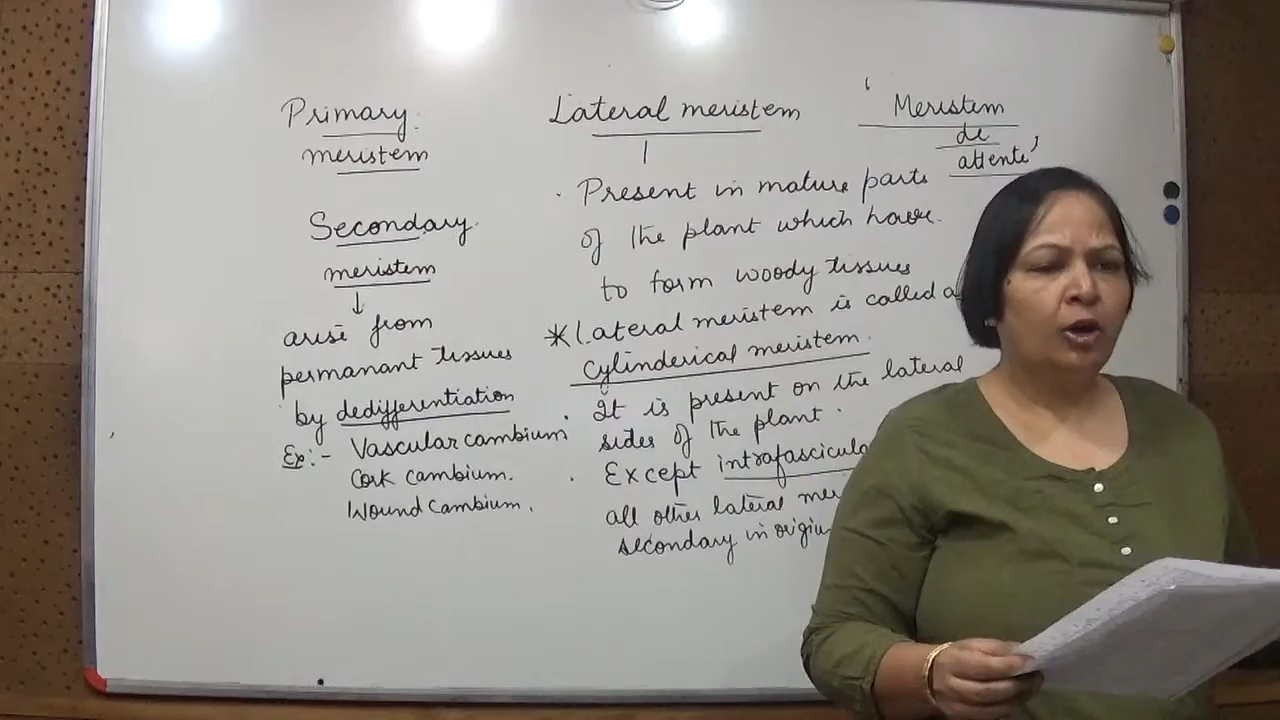 Primary
meristem
Secondary
meristem
↓
arise from
permanant tissues
by dedifferentiation
Ex:- Vascular cambium
Cork cambium.
Wound Cambium.
Lateral meristem
· Present in mature parts
of the plant which have
to form woody tissues
* Lateral meristem is called as
cylinderical meristem.
· It is present on the lateral
sides of the plant.
· Except intrafascicula
all other lateral meri
secondary in origin
' Meristem
de
attente'